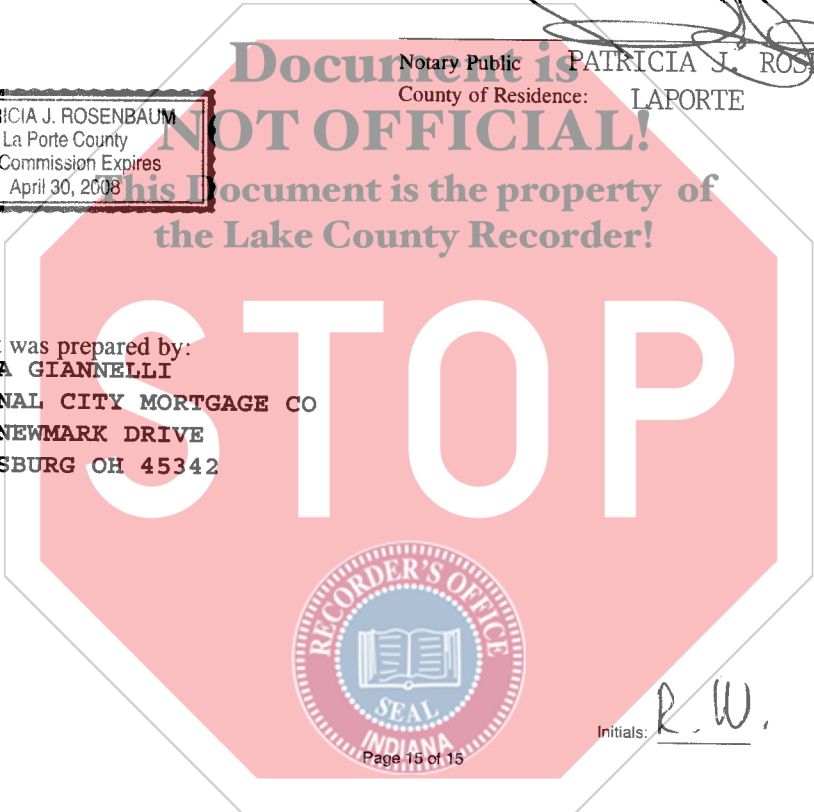 Document is
Notary Public PATRICIA J.
County of Residence: LAPORTE
NOT OFFICIAL!
J. ROSENBAUM
La Porte County
Commission Expires
April 30, 2008
This Document is the property of
the Lake County Recorder!
STOP
was prepared by:
A GIANNELLI
NAL CITY MORTGAGE CO
NEWMARK DRIVE
SBURG OH 45342
RECORDER'S OFFICE
SEAL
INDIANA
Initials: R. W.
Page 15 of 15